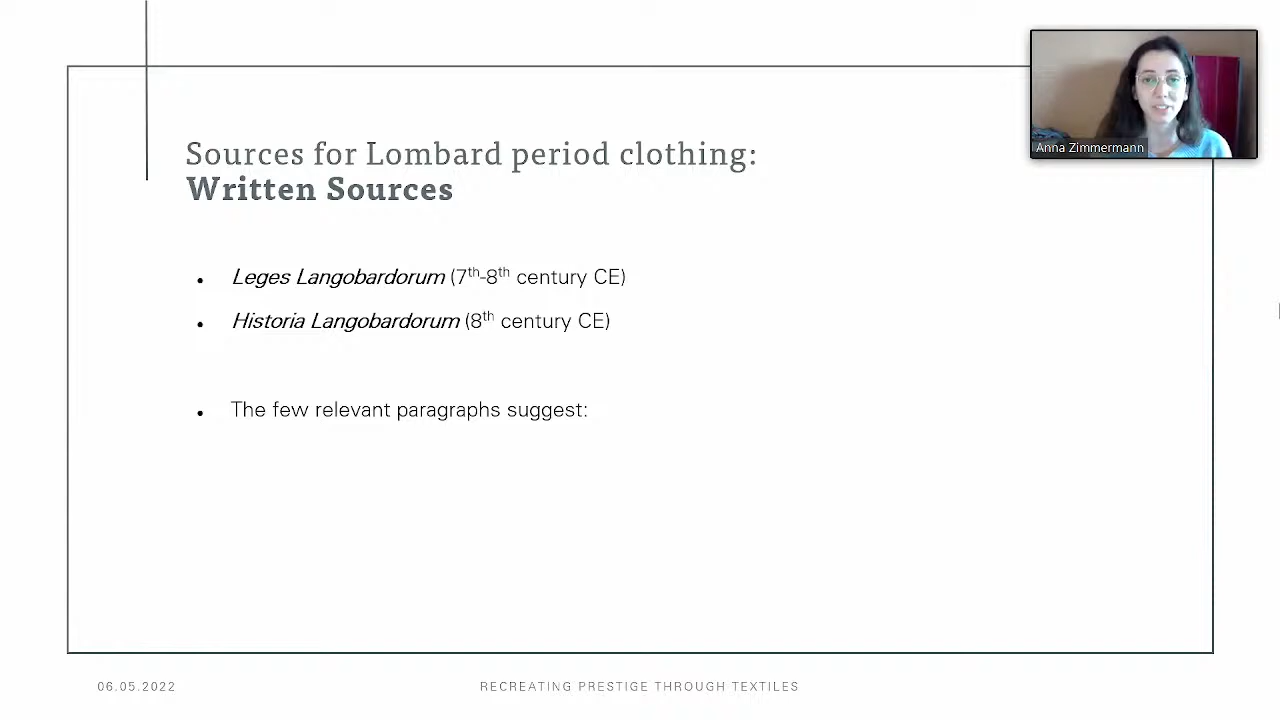 Sources for Lombard period clothing:
Written Sources
Anna Zimmermann
• Leges Langobardorum (7th-8th century CE)
• Historia Langobardorum (8th century CE)
• The few relevant paragraphs suggest:
06.05.2022
RECREATING PRESTIGE THROUGH TEXTILES